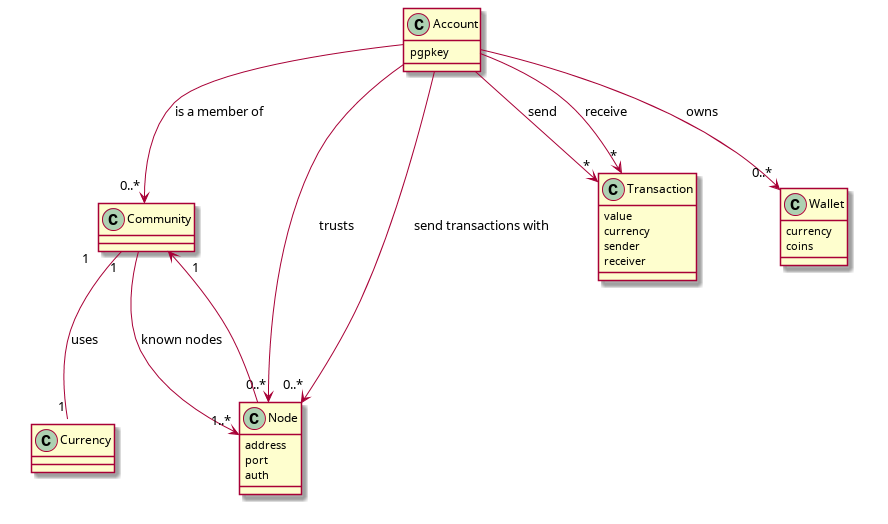 C Account
pgpkey
is a member of
send
receive
owns
0..*
*
*
0..*
C Community
C Transaction
value
currency
sender
receiver
C Wallet
currency
coins
trusts
send transactions with
1
1
1
uses
known nodes
1
1..*
0..*
0..*
C Currency
C Node
address
port
auth